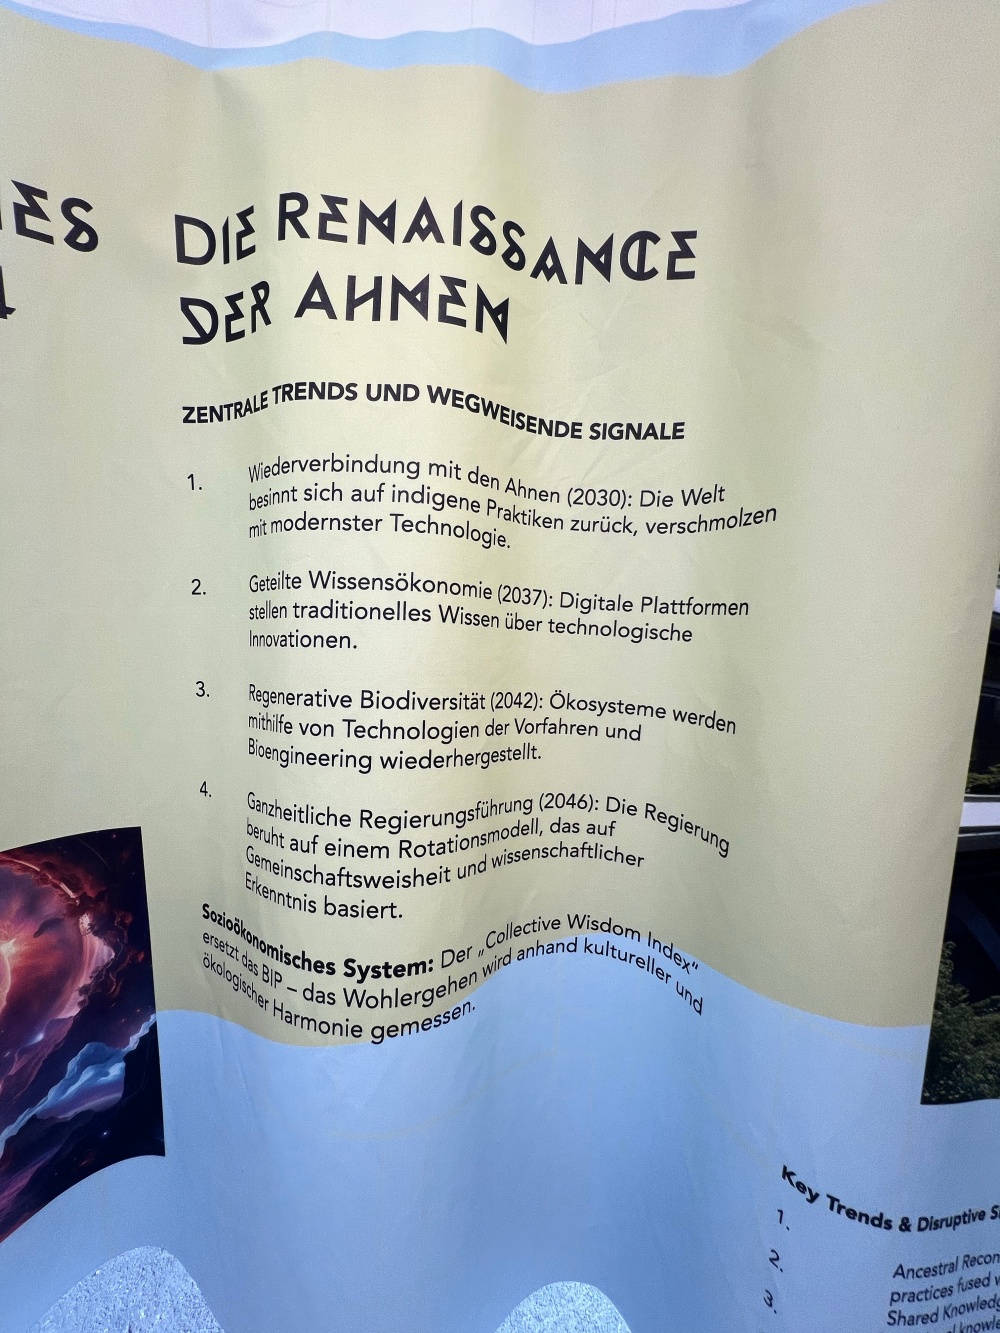 ES
DIE RENAISSANCE
DER AHNEN
ZENTRALE TRENDS UND WEGWEISENDE SIGNALE
1. Wiederverbindung mit den Ahnen (2030): Die Welt
besinnt sich auf indigene Praktiken zurück, verschmolzen
mit modernster Technologie.
2. Geteilte Wissensökonomie (2037): Digitale Plattformen
stellen traditionelles Wissen über technologische
Innovationen.
3. Regenerative Biodiversität (2042): Ökosysteme werden
mithilfe von Technologien der Vorfahren und
Bioengineering wiederhergestellt.
4. Ganzheitliche Regierungsführung (2046): Die Regierung
beruht auf einem Rotationsmodell, das auf
Gemeinschaftsweisheit und wissenschaftlicher
Erkenntnis basiert.
Sozioökonomisches System: Der „Collective Wisdom Index“
ersetzt das BIP – das Wohlergehen wird anhand kultureller und
ökologischer Harmonie gemessen.
Key Trends & Disruptive
1.
2.
3.
Ancestral
practices fused
Shared